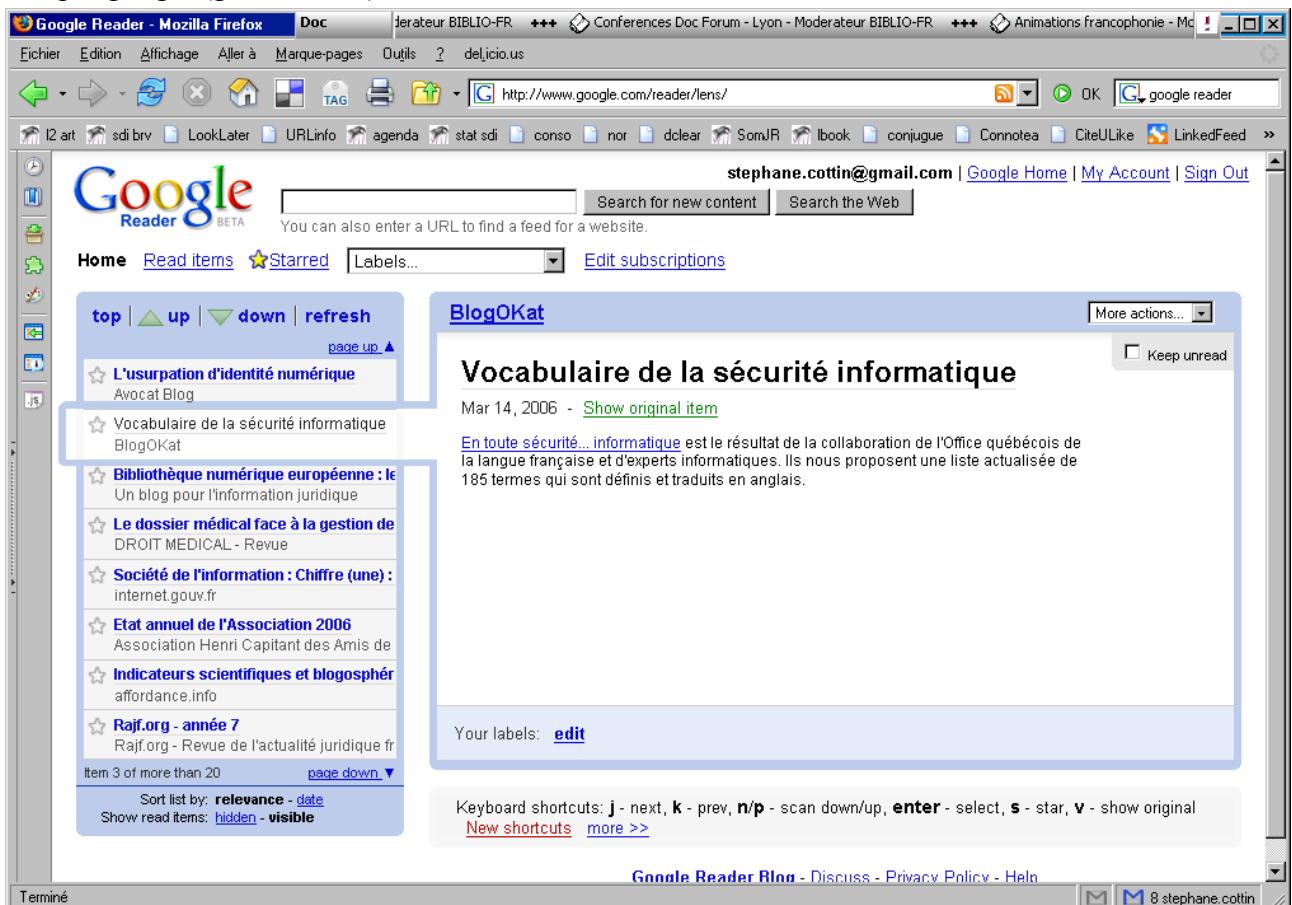 Google Reader - Mozilla Firefox
Doc
derateur BIBLIO-FR +++ Conferences Doc Forum - Lyon - Moderateur BIBLIO-FR +++ Animations francophonie - Mc
Fichier Edition Affichage Aller à Marque-pages Outils ? del.icio.us
TAG
http://www.google.com/reader/lens/
OK
google reader
l2 art sdi brv LookLater URLinfo agenda stat sdi conso nor dclear SomJR lbook conjugue Connotea CiteULike LinkedFeed »
stephane.cottin@gmail.com | Google Home | My Account | Sign Out
Google
Reader BETA
Search for new content
Search the Web
You can also enter a URL to find a feed for a website.
Home Read items Starred Labels... Edit subscriptions
top | up | down | refresh
page up
L'usurpation d'identité numérique
Avocat Blog
Vocabulaire de la sécurité informatique
BlogOKat
Bibliothèque numérique européenne : le
Un blog pour l'information juridique
Le dossier médical face à la gestion de
DROIT MEDICAL - Revue
Société de l'information : Chiffre (une) :
internet.gouv.fr
Etat annuel de l'Association 2006
Association Henri Capitant des Amis de
Indicateurs scientifiques et blogosphér
affordance.info
Rajf.org - année 7
Rajf.org - Revue de l'actualité juridique fr
Item 3 of more than 20 page down
Sort list by: relevance - date
Show read items: hidden - visible
BlogOKat
More actions...
Keep unread
Vocabulaire de la sécurité informatique
Mar 14, 2006 - Show original item
En toute sécurité... informatique est le résultat de la collaboration de l'Office québécois de
la langue française et d'experts informatiques. Ils nous proposent une liste actualisée de
185 termes qui sont définis et traduits en anglais.
Your labels: edit
Keyboard shortcuts: j - next, k - prev, n/p - scan down/up, enter - select, s - star, v - show original
New shortcuts more >>
Google Reader Blog - Discuss - Privacy Policy - Help
Terminé
8 stephane.cottin